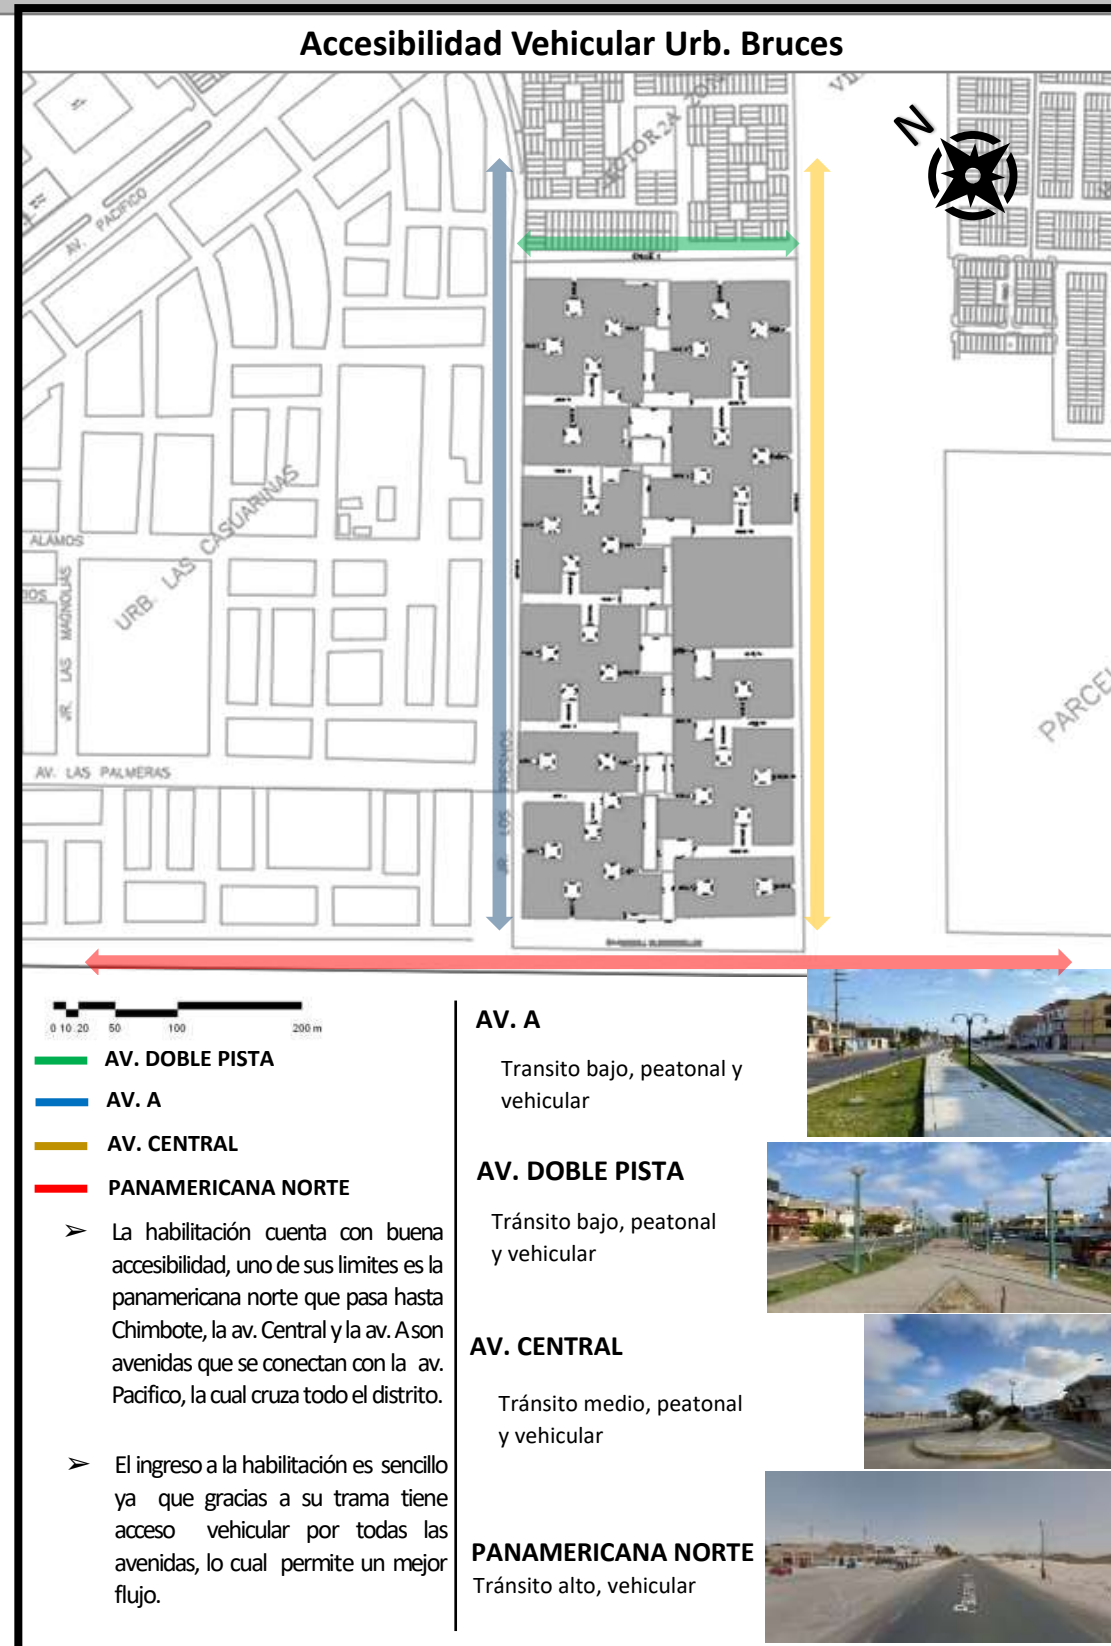 Accesibilidad Vehicular Urb. Bruces
SECTOR 2A
N
AV. PACIFICO
URB. LAS CASUARINAS
ALAMOS
JR. LAS MAGNOLIAS
AV. LAS PALMERAS
JR. LOS FRESNOS
0 10 20 50 100 200 m
AV. DOBLE PISTA
AV. A
AV. CENTRAL
PANAMERICANA NORTE
➢ La habilitación cuenta con buena
accesibilidad, uno de sus limites es la
panamericana norte que pasa hasta
Chimbote, la av. Central y la av. A son
avenidas que se conectan con la av.
Pacifico, la cual cruza todo el distrito.
➢ El ingreso a la habilitación es sencillo
ya que gracias a su trama tiene
acceso vehicular por todas las
avenidas, lo cual permite un mejor
flujo.
AV. A
Transito bajo, peatonal y
vehicular
AV. DOBLE PISTA
Tránsito bajo, peatonal
y vehicular
AV. CENTRAL
Tránsito medio, peatonal
y vehicular
PANAMERICANA NORTE
Tránsito alto, vehicular